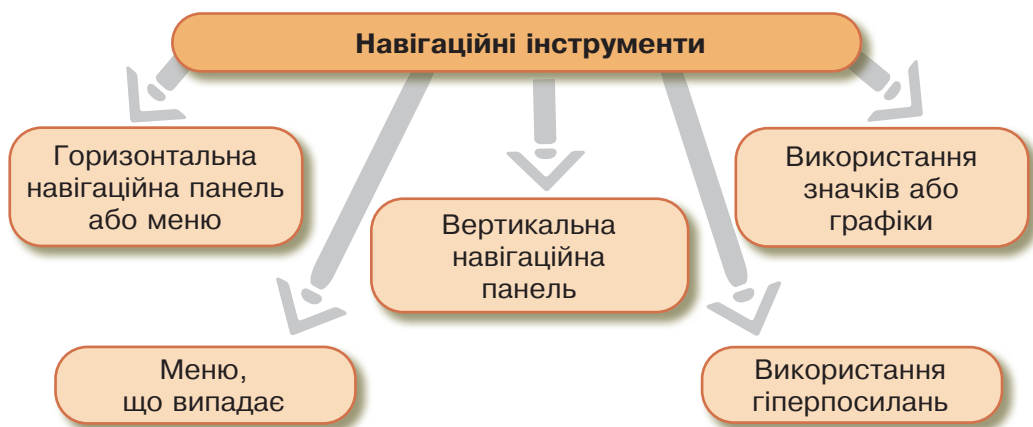 Навігаційні інструменти
Горизонтальна
навігаційна панель
або меню
Вертикальна
навігаційна
панель
Використання
значків або
графіки
Меню,
що випадає
Використання
гіперпосилань